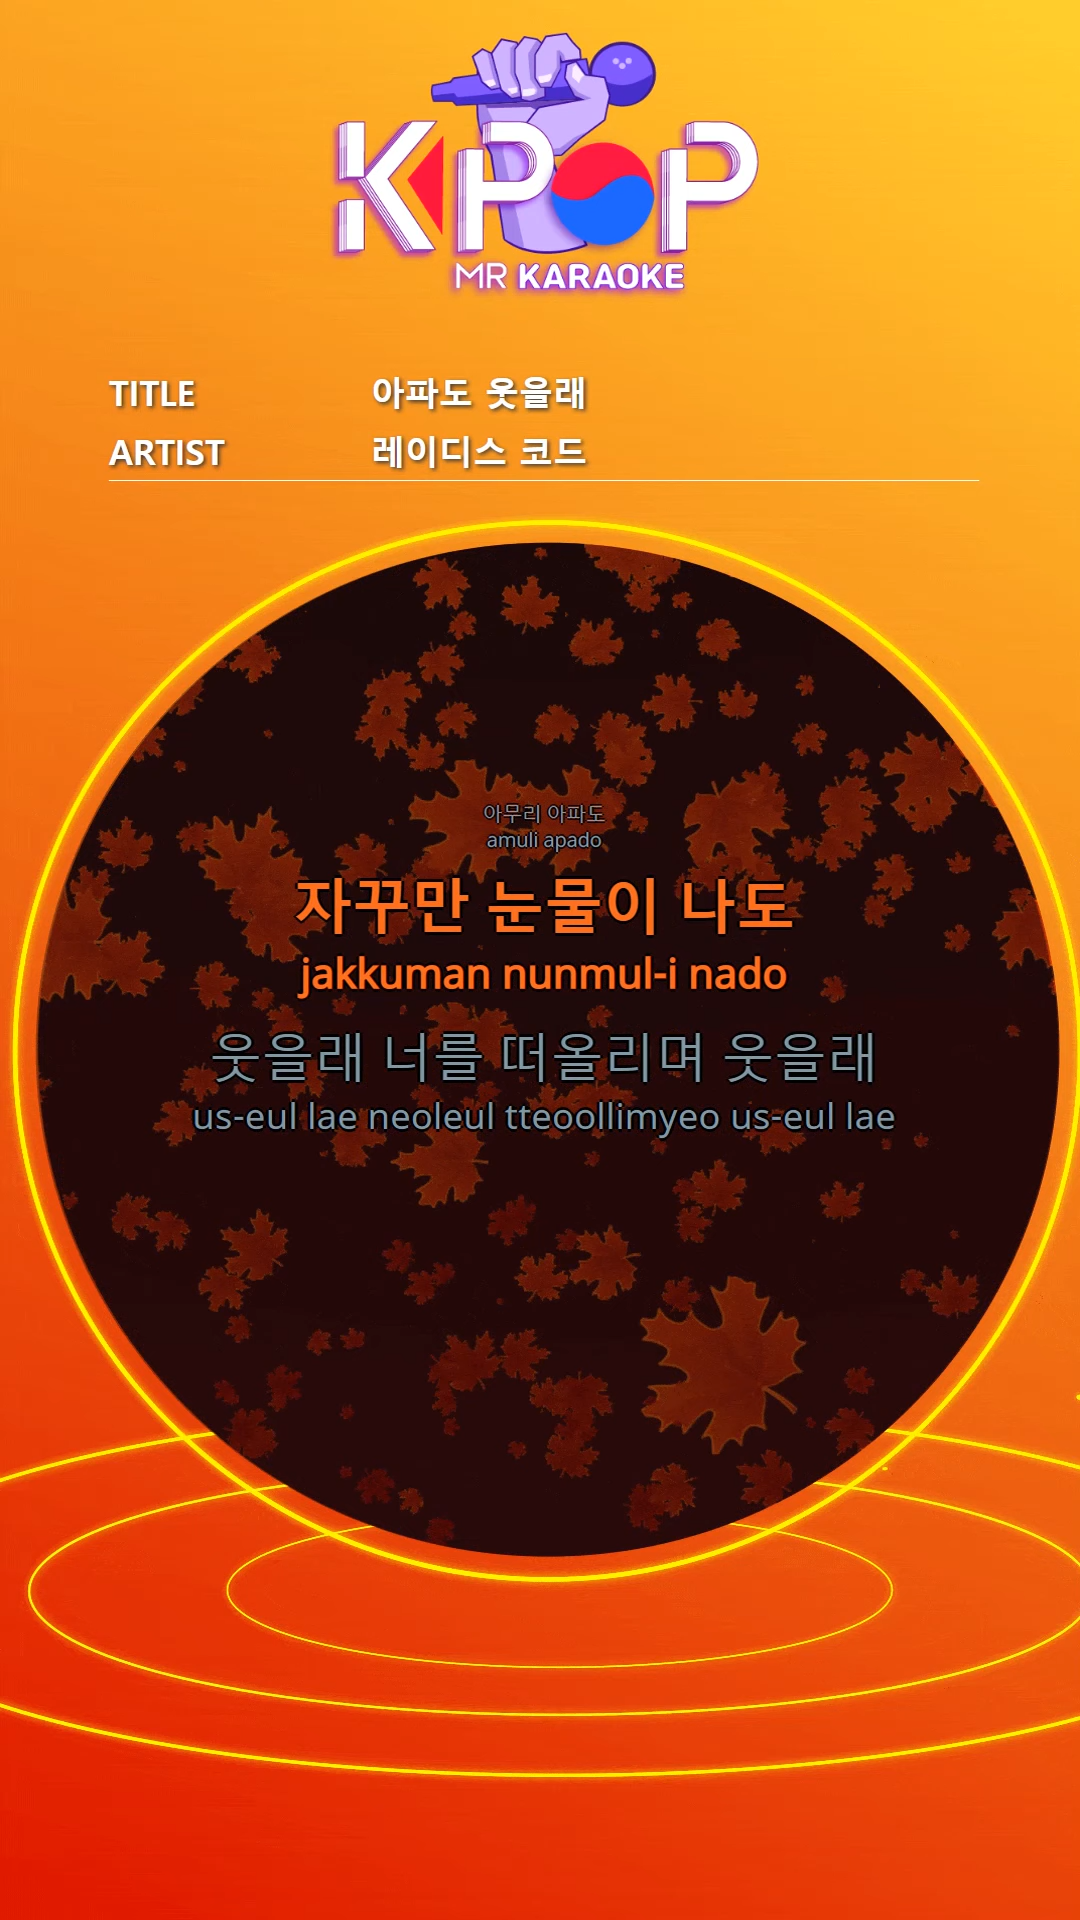 KPOP
MR KARAOKE
TITLE 아파도 웃을래
ARTIST 레이디스 코드
아무리 아파도
amuli apado
자꾸만 눈물이 나도
jakkuman nunmul-i nado
웃을래 너를 떠올리며 웃을래
us-eul lae neoleul tteoollimyeo us-eul lae